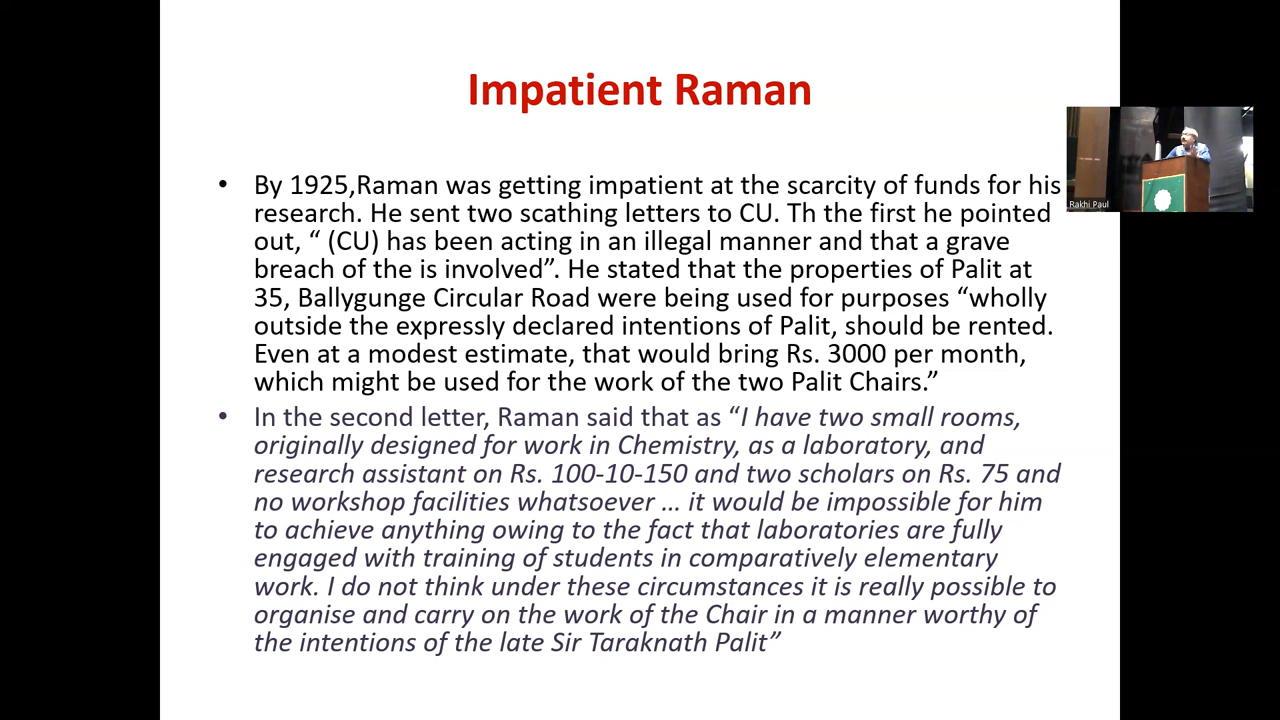 Impatient Raman
• By 1925,Raman was getting impatient at the scarcity of funds for his
research. He sent two scathing letters to CU. Th the first he pointed
out, “ (CU) has been acting in an illegal manner and that a grave
breach of the is involved”. He stated that the properties of Palit at
35, Ballygunge Circular Road were being used for purposes “wholly
outside the expressly declared intentions of Palit, should be rented.
Even at a modest estimate, that would bring Rs. 3000 per month,
which might be used for the work of the two Palit Chairs.”
• In the second letter, Raman said that as “I have two small rooms,
originally designed for work in Chemistry, as a laboratory, and
research assistant on Rs. 100-10-150 and two scholars on Rs. 75 and
no workshop facilities whatsoever … it would be impossible for him
to achieve anything owing to the fact that laboratories are fully
engaged with training of students in comparatively elementary
work. I do not think under these circumstances it is really possible to
organise and carry on the work of the Chair in a manner worthy of
the intentions of the late Sir Taraknath Palit”
Rakhi Paul